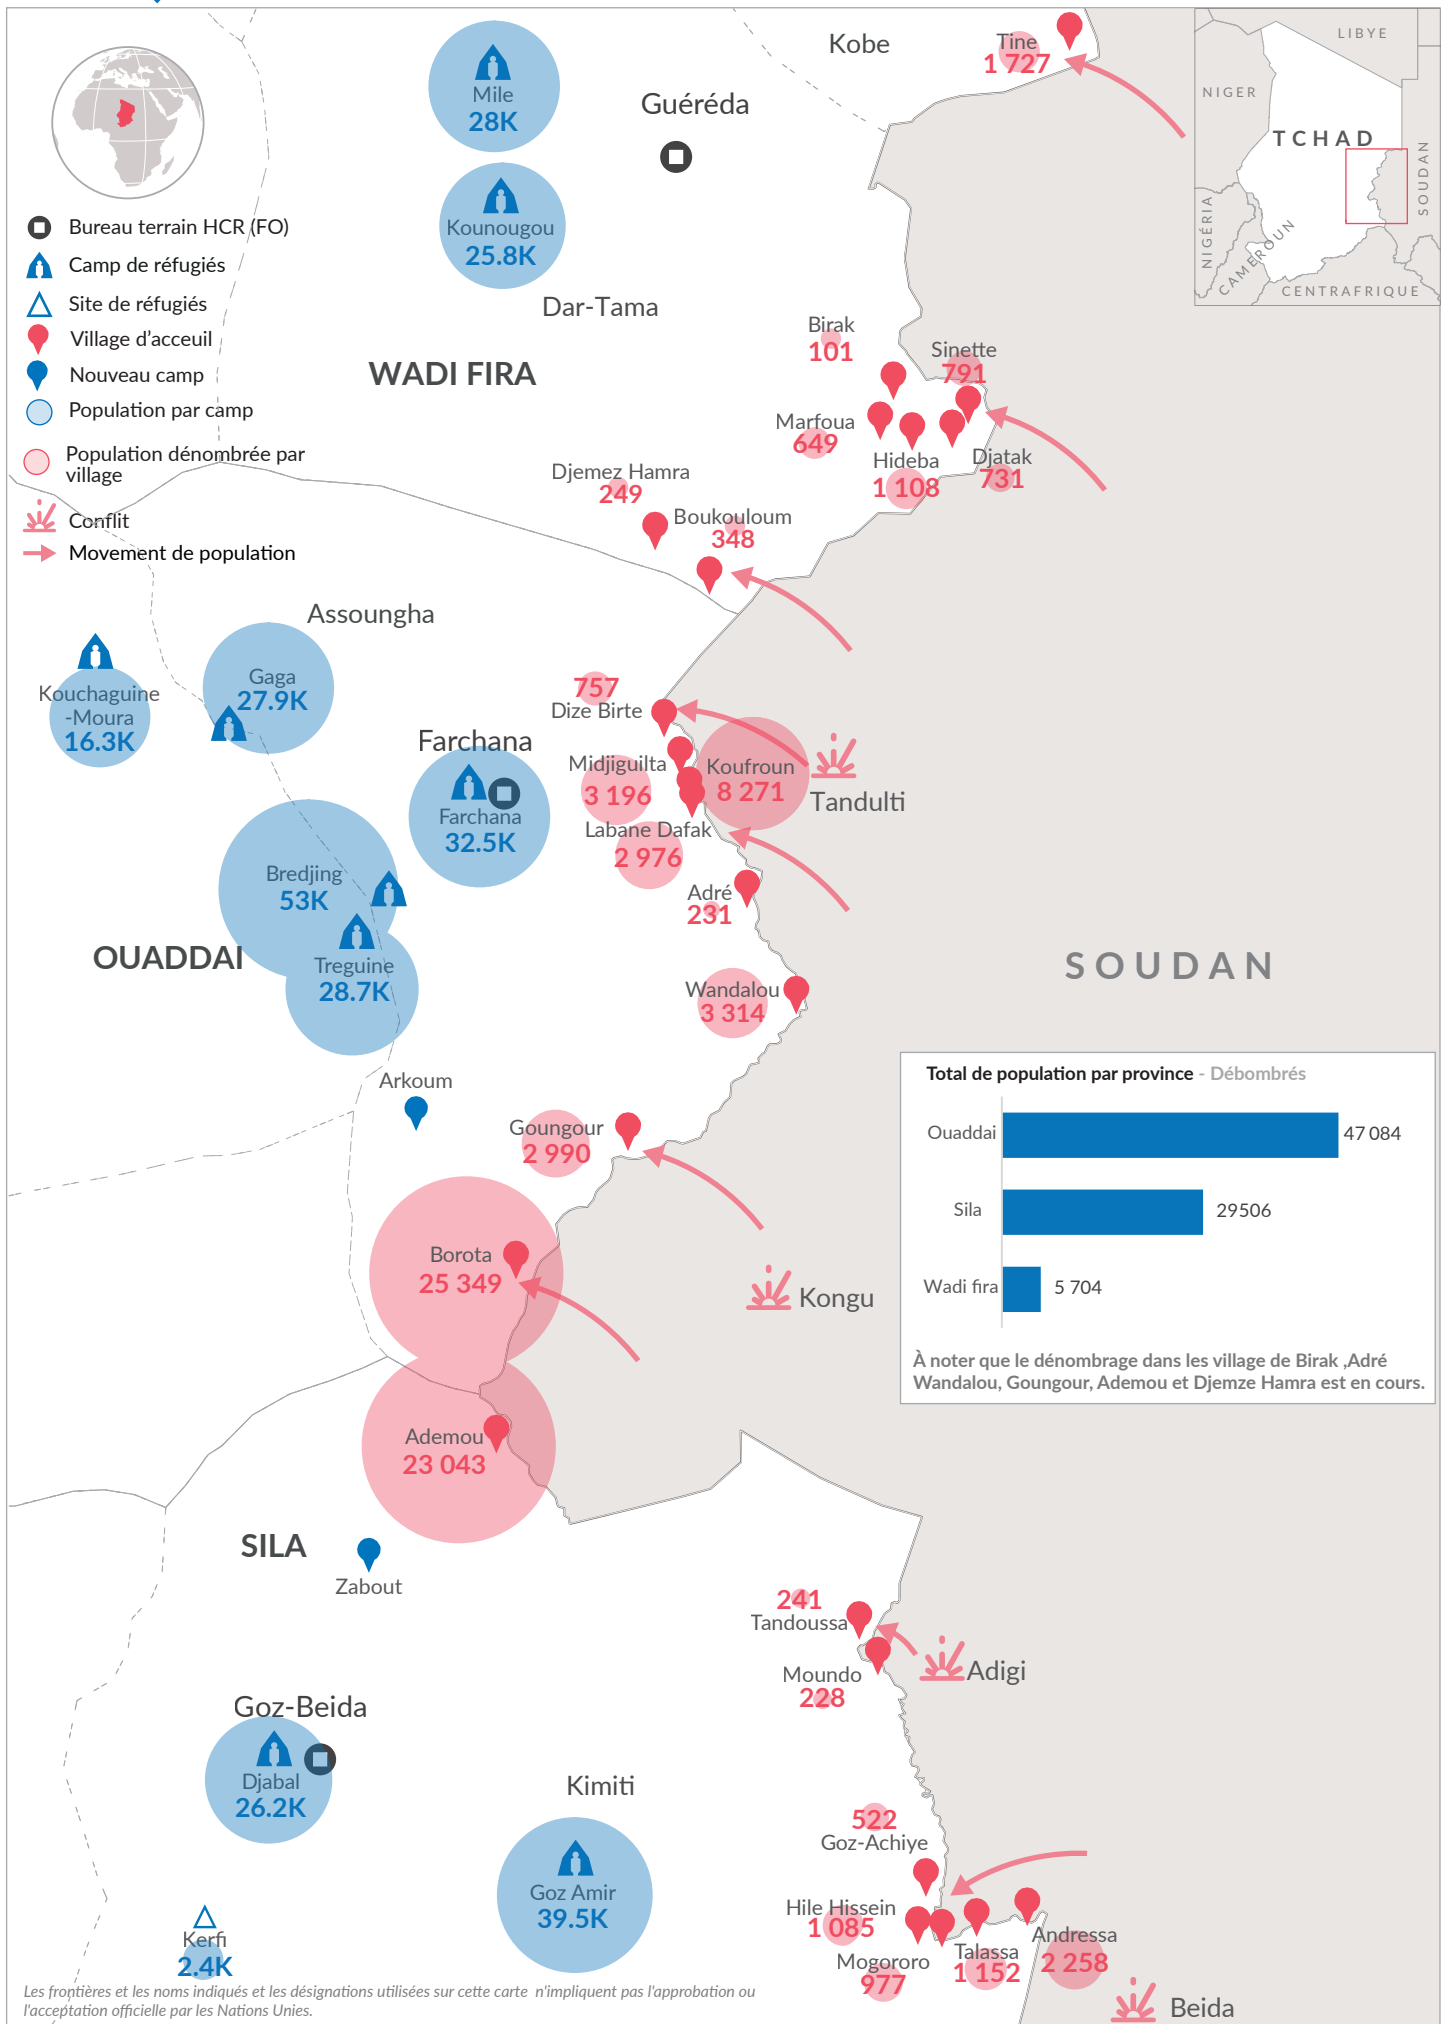 Kobe
Tine
1 727
LIBYE
NIGER
TCHAD
SOUDAN
NIGÉRIA
CAMEROUN
CENTRAFRIQUE
Mile
28K
Guéréda
Kounougou
25.8K
Dar-Tama
Bureau terrain HCR (FO)
Camp de réfugiés
Site de réfugiés
Village d'acceuil
Nouveau camp
Population par camp
Population dénombrée par
village
Conflit
Movement de population
WADI FIRA
Birak
101
Sinette
791
Marfoua
649
Hideba
1 108
Djatak
731
Djemez Hamra
249
Boukouloum
348
Assoungha
Kouchaguine
-Moura
16.3K
Gaga
27.9K
Farchana
Farchana
32.5K
757
Dize Birte
Midjiguilta
3 196
Koufroun
8 271
Tandulti
Labane Dafak
2 976
Bredjing
53K
Adré
231
OUADDAI
Treguine
28.7K
Wandalou
3 314
SOUDAN
Arkoum
Goungour
2 990
Total de population par province - Débombrés
Ouaddai
47 084
Sila
29506
Wadi fira
5 704
À noter que le dénombrage dans les village de Birak ,Adré
Wandalou, Goungour, Ademou et Djemze Hamra est en cours.
Borota
25 349
Kongu
Ademou
23 043
SILA
Zabout
241
Tandoussa
Moundo
228
Adigi
Goz-Beida
Djabal
26.2K
Kimiti
Goz Amir
39.5K
522
Goz-Achiye
Hile Hissein
1 085
Mogororo
977
Talassa
1 152
Andressa
2 258
Beida
Kerfi
2.4K
Les frontières et les noms indiqués et les désignations utilisées sur cette carte n'impliquent pas l'approbation ou
l'acceptation officielle par les Nations Unies.